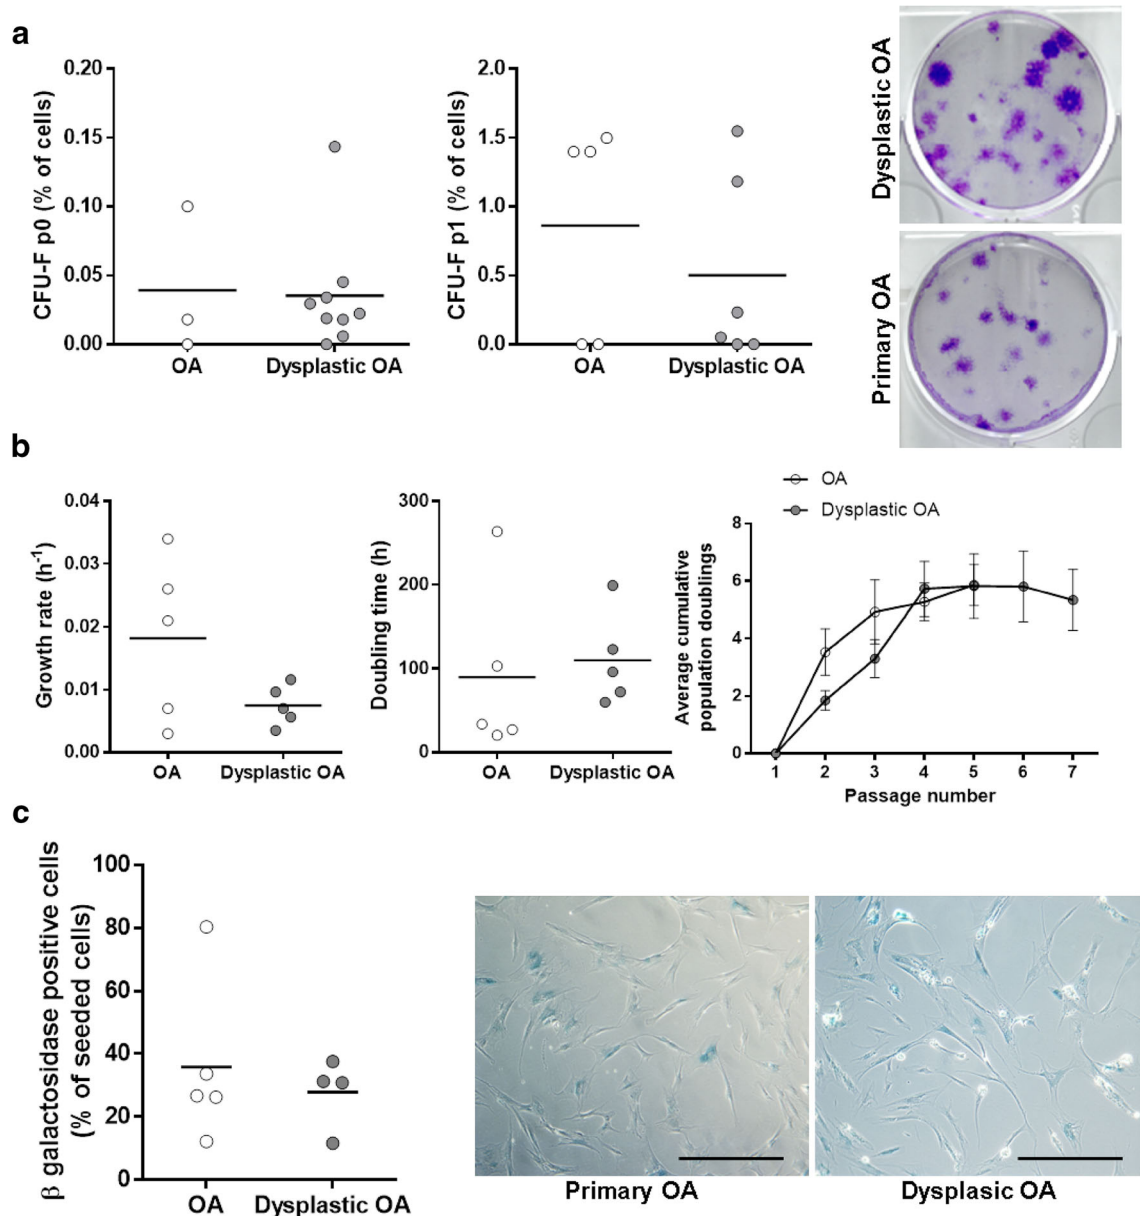 a
0.20
0.15
0.10
0.05
0.00
CFU-F p0 (% of cells)
OA
Dysplastic OA
2.0
1.5
1.0
0.5
0.0
CFU-F p1 (% of cells)
OA
Dysplastic OA
Dysplastic OA
Primary OA
b
0.04
0.03
0.02
0.01
0.00
Growth rate (h-1)
OA
Dysplastic OA
300
200
100
0
Doubling time (h)
OA
Dysplastic OA
OA
Dysplastic OA
8
6
4
2
0
Average cumulative
population doublings
1 2 3 4 5 6 7
Passage number
c
100
80
60
40
20
0
β galactosidase positive cells
(% of seeded cells)
OA
Dysplastic OA
Primary OA
Dysplasic OA